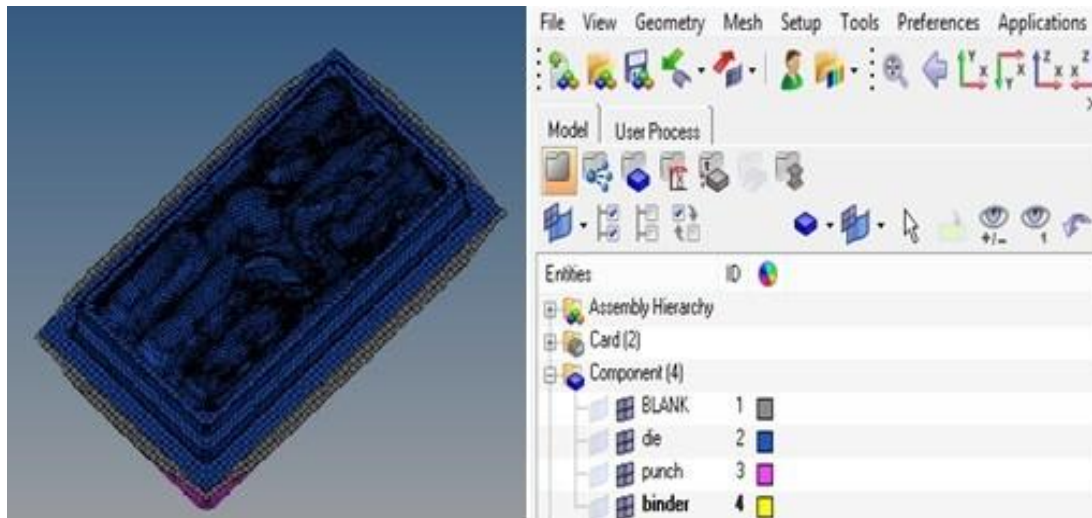 File View Geometry Mesh Setup Tools Preferences Applications
Model User Process
Entities ID
Assembly Hierarchy
Card (2)
Component (4)
BLANK 1
die 2
punch 3
binder 4